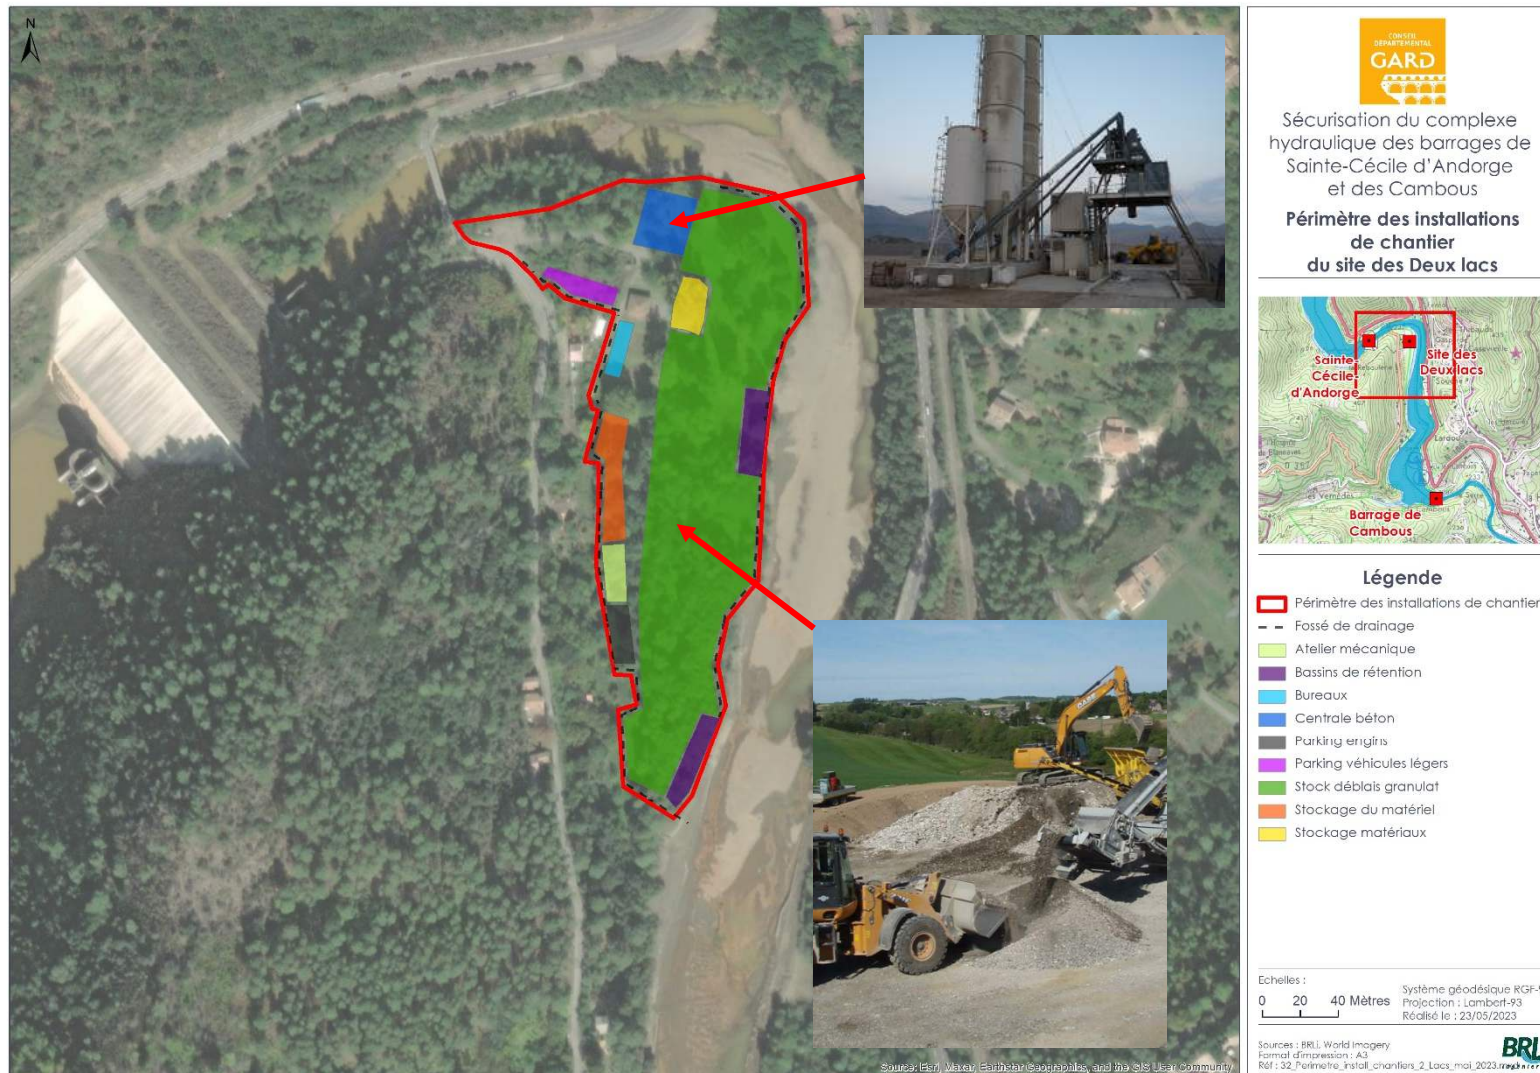 N
CONSEIL
DÉPARTEMENTAL
GARD
Sécurisation du complexe
hydraulique des barrages de
Sainte-Cécile d'Andorge
et des Cambous
Périmètre des installations
de chantier
du site des Deux lacs
Sainte-
Cécile-
d'Andorge
Site des
Deux lacs
Barrage de
Cambous
Légende
Périmètre des installations de chantier
Fossé de drainage
Atelier mécanique
Bassins de rétention
Bureaux
Centrale béton
Parking engins
Parking véhicules légers
Stock déblais granulat
Stockage du matériel
Stockage matériaux
Echelles :
0 20 40 Mètres
Système géodésique RGF-9
Projection : Lambert-93
Réalisé le : 23/05/2023
Sources : BRLi, World Imagery
Format d'impression : A3
Réf : 32_Perimetre_install_chantiers_2_Lacs_mai_2023
BRL
Source: Esri, Maxar, Earthstar Geographics, and the GIS User Community